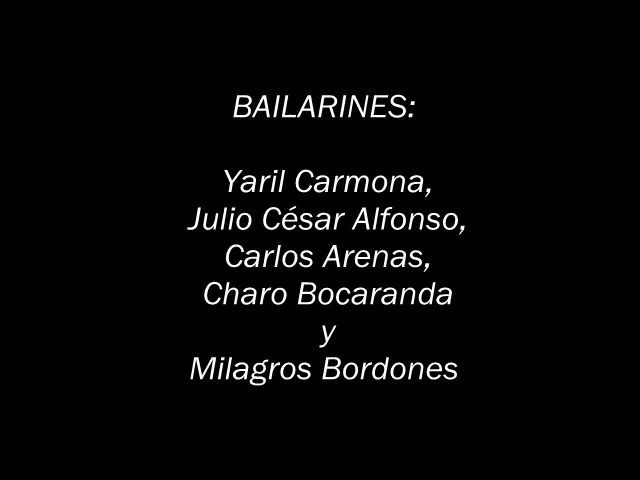 BAILARINES:
Yaril Carmona,
Julio César Alfonso,
Carlos Arenas,
Charo Bocaranda
y
Milagros Bordones